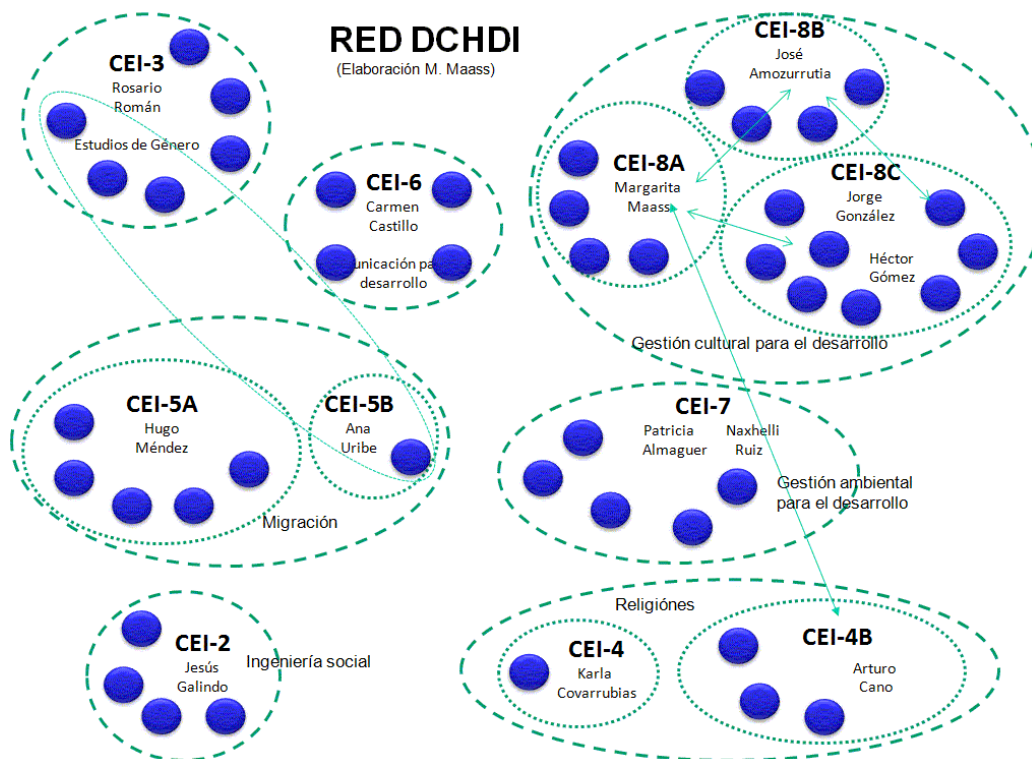 RED DCHDI
(Elaboración M. Maass)
CEI-3
Rosario
Román
Estudios de Género
CEI-6
Carmen
Castillo
unicación pa
desarrollo
CEI-8B
José
Amozurrutia
CEI-8A
Margarita
Maass
CEI-8C
Jorge
González
Héctor
Gómez
Gestión cultural para el desarrollo
CEI-5A
Hugo
Méndez
CEI-5B
Ana
Uribe
Migración
CEI-7
Patricia
Almaguer
Naxhelli
Ruiz
Gestión ambiental
para el desarrollo
CEI-2
Jesús
Galindo
Ingeniería social
Religiónes
CEI-4
Karla
Covarrubias
CEI-4B
Arturo
Cano